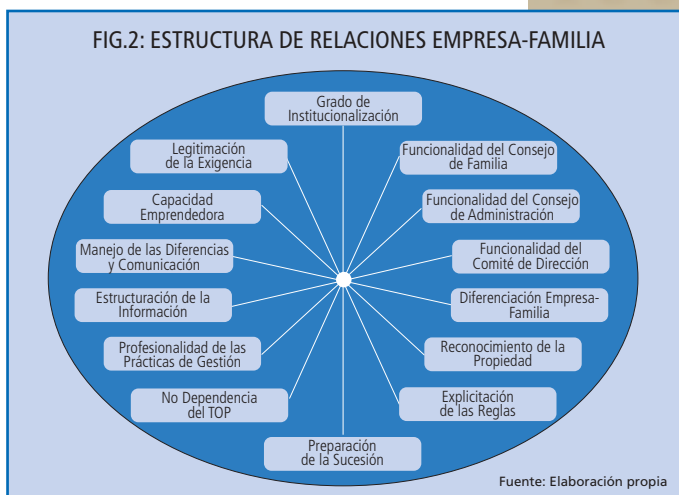 FIG.2: ESTRUCTURA DE RELACIONES EMPRESA-FAMILIA
Grado de
Institucionalización
Legitimación
de la Exigencia
Funcionalidad del Consejo
de Familia
Capacidad
Emprendedora
Funcionalidad del Consejo
de Administración
Manejo de las Diferencias
y Comunicación
Funcionalidad del
Comité de Dirección
Estructuración de la
Información
Diferenciación Empresa-
Familia
Profesionalidad de las
Prácticas de Gestión
Reconocimiento de la
Propiedad
No Dependencia
del TOP
Explicitación
de las Reglas
Preparación
de la Sucesión
Fuente: Elaboración propia